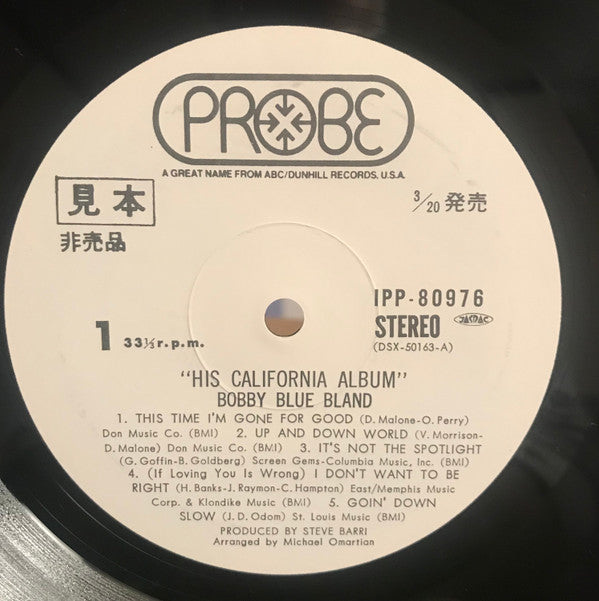 PROBE
A GREAT NAME FROM ABC/DUNHILL RECORDS, U.S.A.
見本
非売品
3/20 発売
IPP-80976
1 33⅓ r.p.m.
STEREO JASRAC
(DSX-50163-A)
"HIS CALIFORNIA ALBUM"
BOBBY BLUE BLAND
1. THIS TIME I'M GONE FOR GOOD (D. Malone-O. Perry)
Don Music Co. (BMI) 2. UP AND DOWN WORLD (V. Morrison-
D. Malone) Don Music Co. (BMI) 3. IT'S NOT THE SPOTLIGHT
(G. Goffin-B. Goldberg) Screen Gems-Columbia Music, Inc. (BMI)
4. (If Loving You Is Wrong) I DON'T WANT TO BE
RIGHT (H. Banks-J. Raymon-C. Hampton) East/Memphis Music
Corp. & Klondike Music (BMI) 5. GOIN' DOWN
SLOW (J. D. Odom) St. Louis Music (BMI)
PRODUCED BY STEVE BARRI
Arranged by Michael Omartian